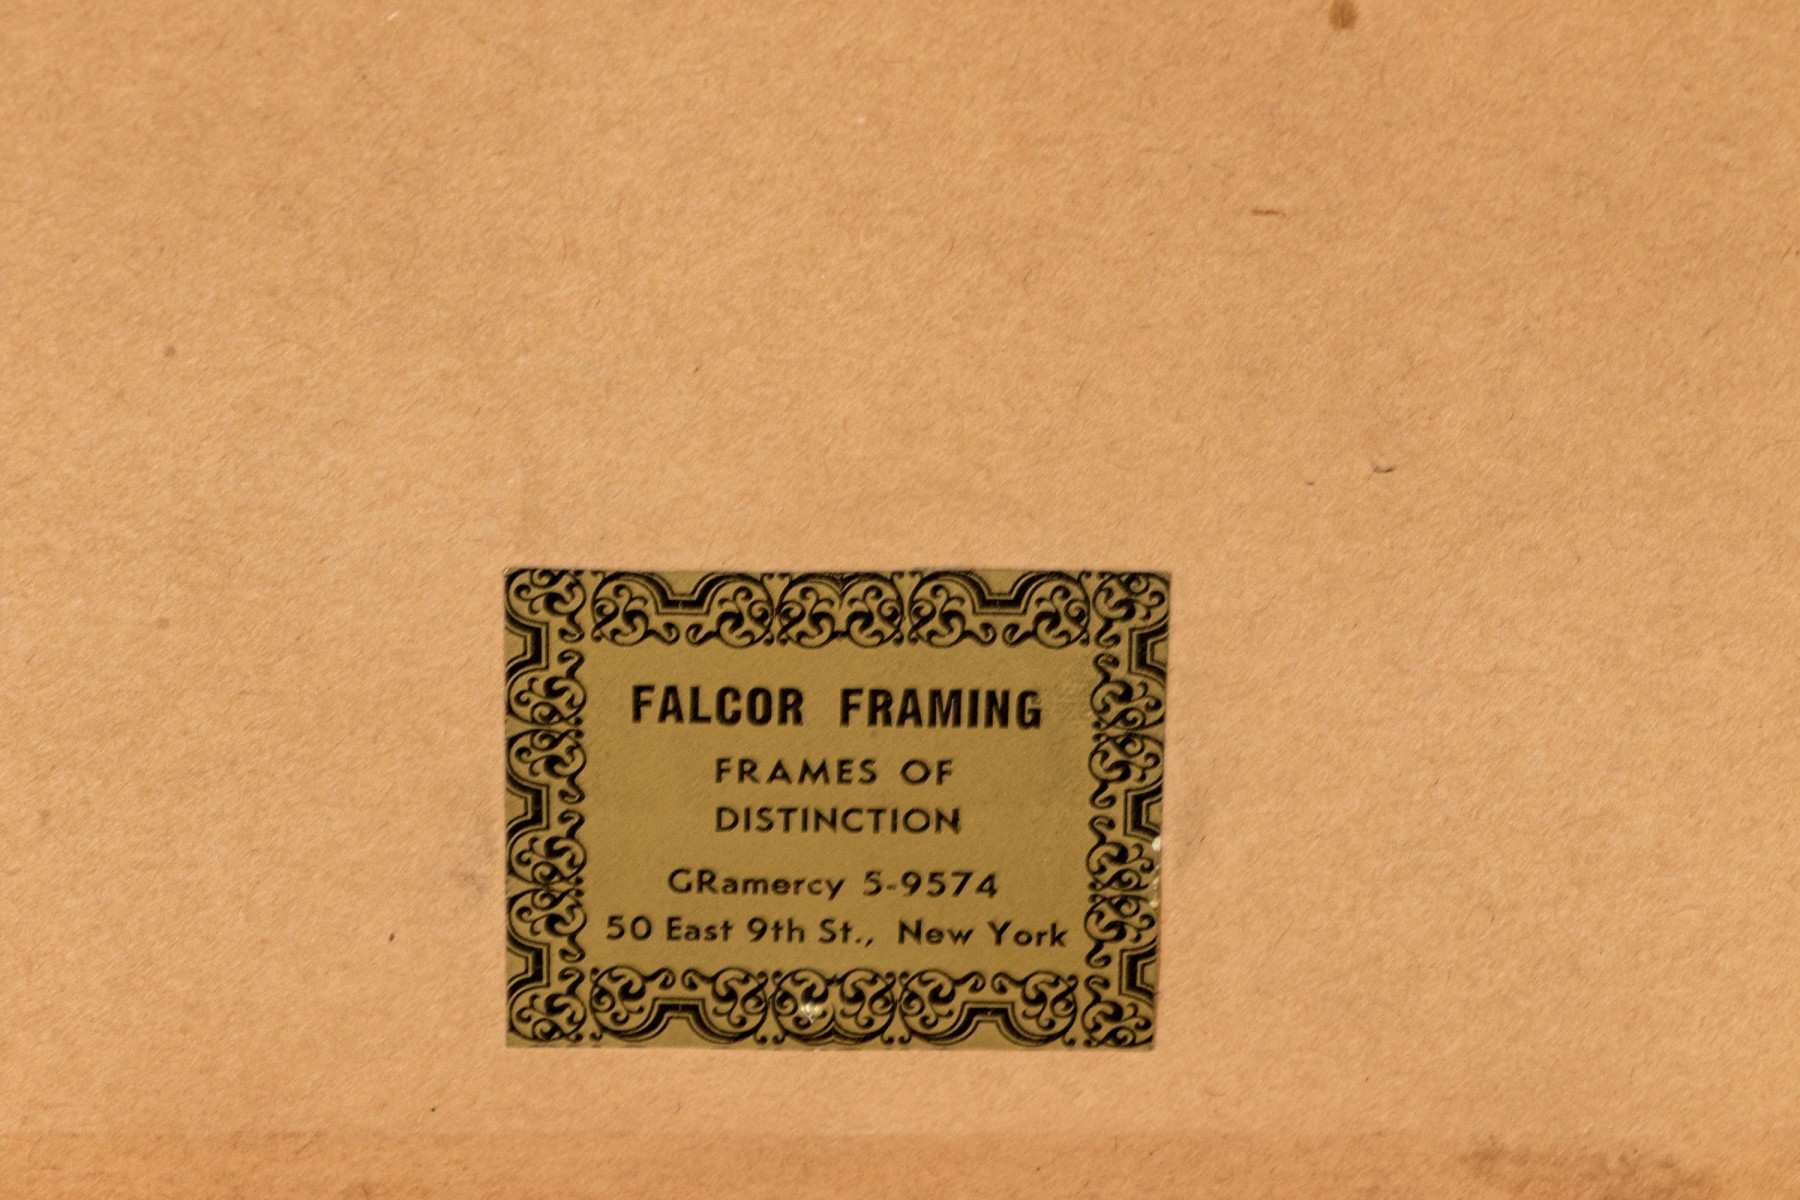 FALCOR FRAMING
FRAMES OF
DISTINCTION
GRamercy 5-9574
50 East 9th St., New York